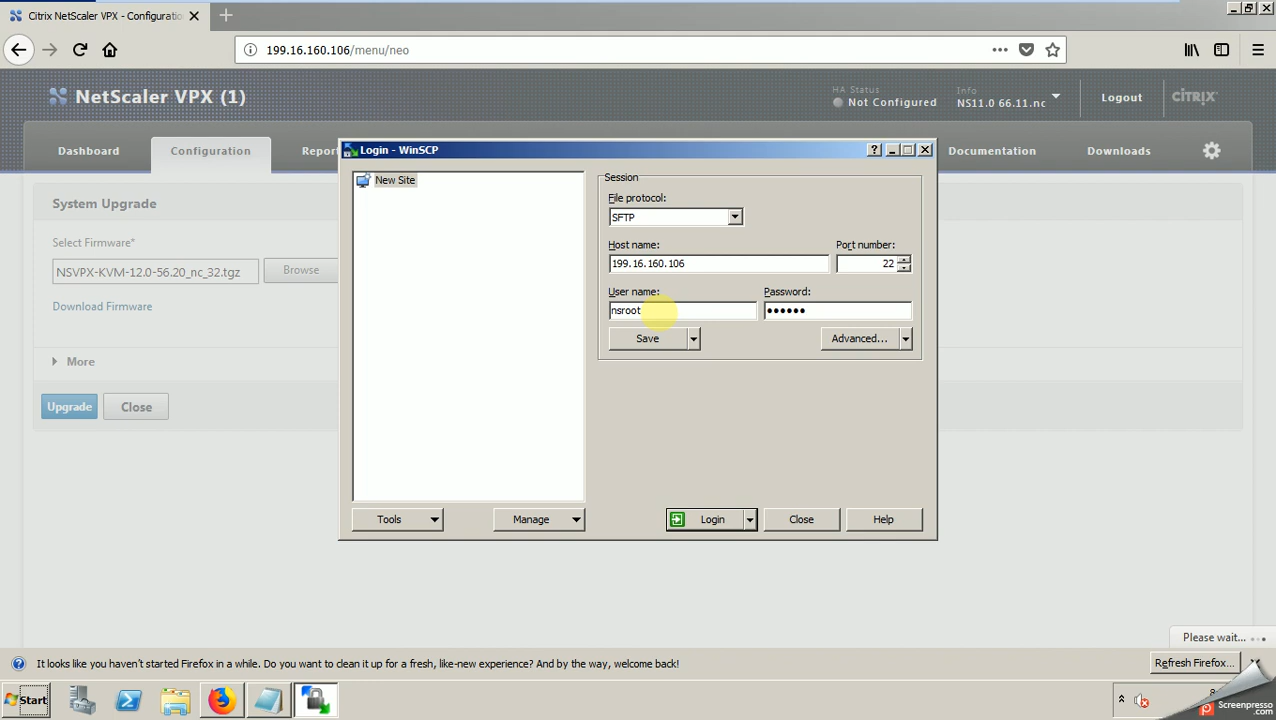 Citrix NetScaler VPX - Configuratio
199.16.160.106/menu/neo
NetScaler VPX (1)
HA Status
Not Configured
Info
NS11.0 66.11.nc
Logout
CITRIX
Dashboard
Configuration
Report
Documentation
Downloads
System Upgrade
Select Firmware*
NSVPX-KVM-12.0-56.20_nc_32.tgz
Browse
Download Firmware
More
Upgrade
Close
Login - WinSCP
New Site
Session
File protocol:
SFTP
Host name:
Port number:
199.16.160.106
22
User name:
Password:
nsroot
••••••
Save
Advanced...
Tools
Manage
Login
Close
Help
Please wait...
It looks like you haven't started Firefox in a while. Do you want to clean it up for a fresh, like-new experience? And by the way, welcome back!
Refresh Firefox...
Start
Screenpresso
.com